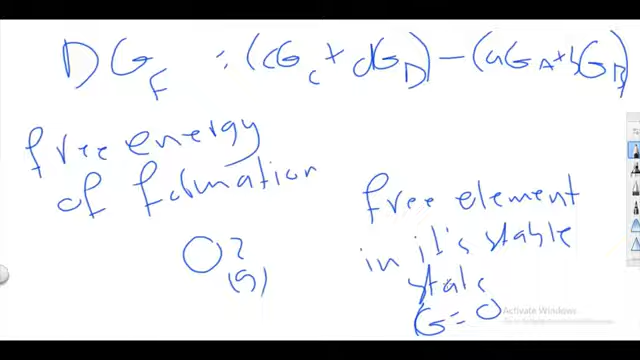 DG_F = (cG_C + dG_D) - (aG_A + bG_B)
free energy
of formation
O2
(g)
free element
in it's stable
state
G=0
Activate Windows